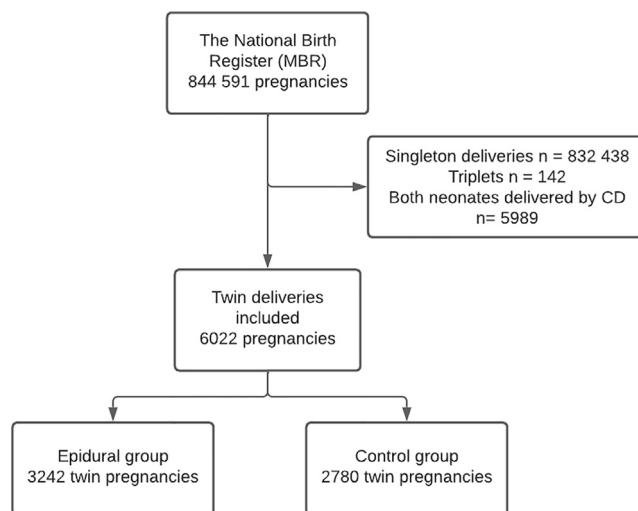 The National Birth
Register (MBR)
844 591 pregnancies
Singleton deliveries n = 832 438
Triplets n = 142
Both neonates delivered by CD
n= 5989
Twin deliveries
included
6022 pregnancies
Epidural group
3242 twin pregnancies
Control group
2780 twin pregnancies